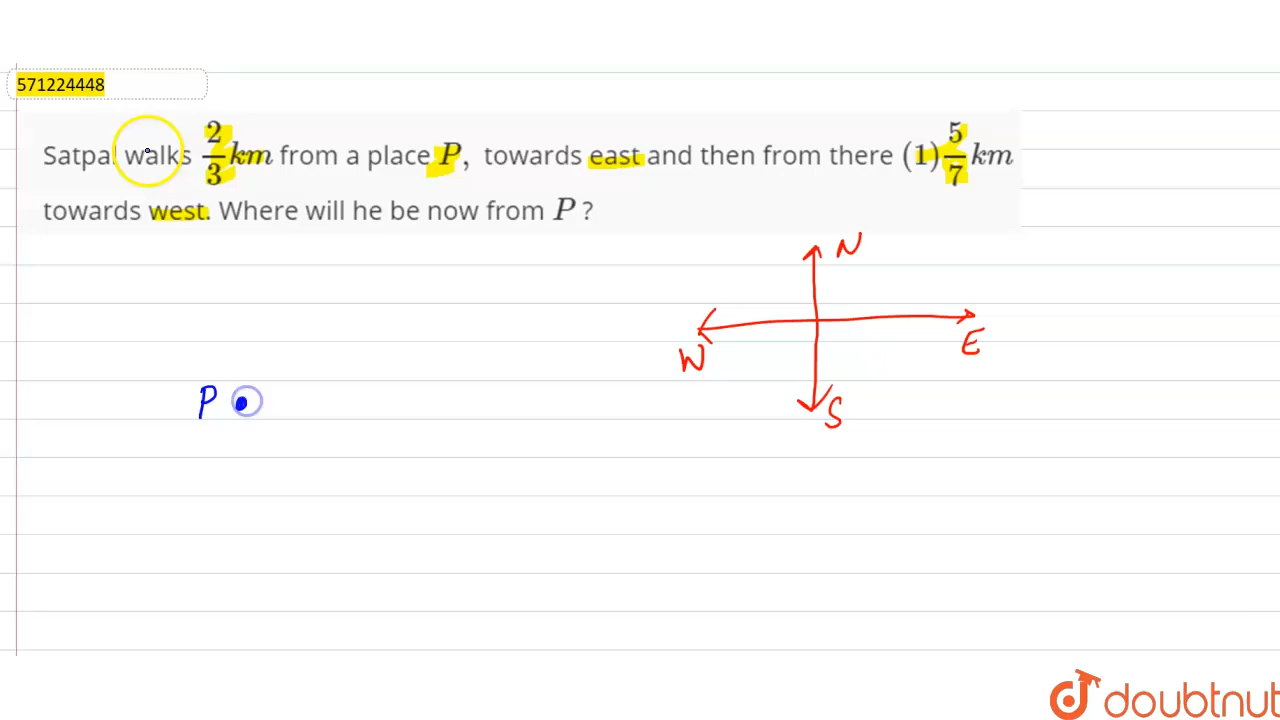 571224448
Satpal walks 2/3 km from a place P, towards east and then from there (1) 5/7 km
towards west. Where will he be now from P ?
N
W
E
P
S
doubtnut